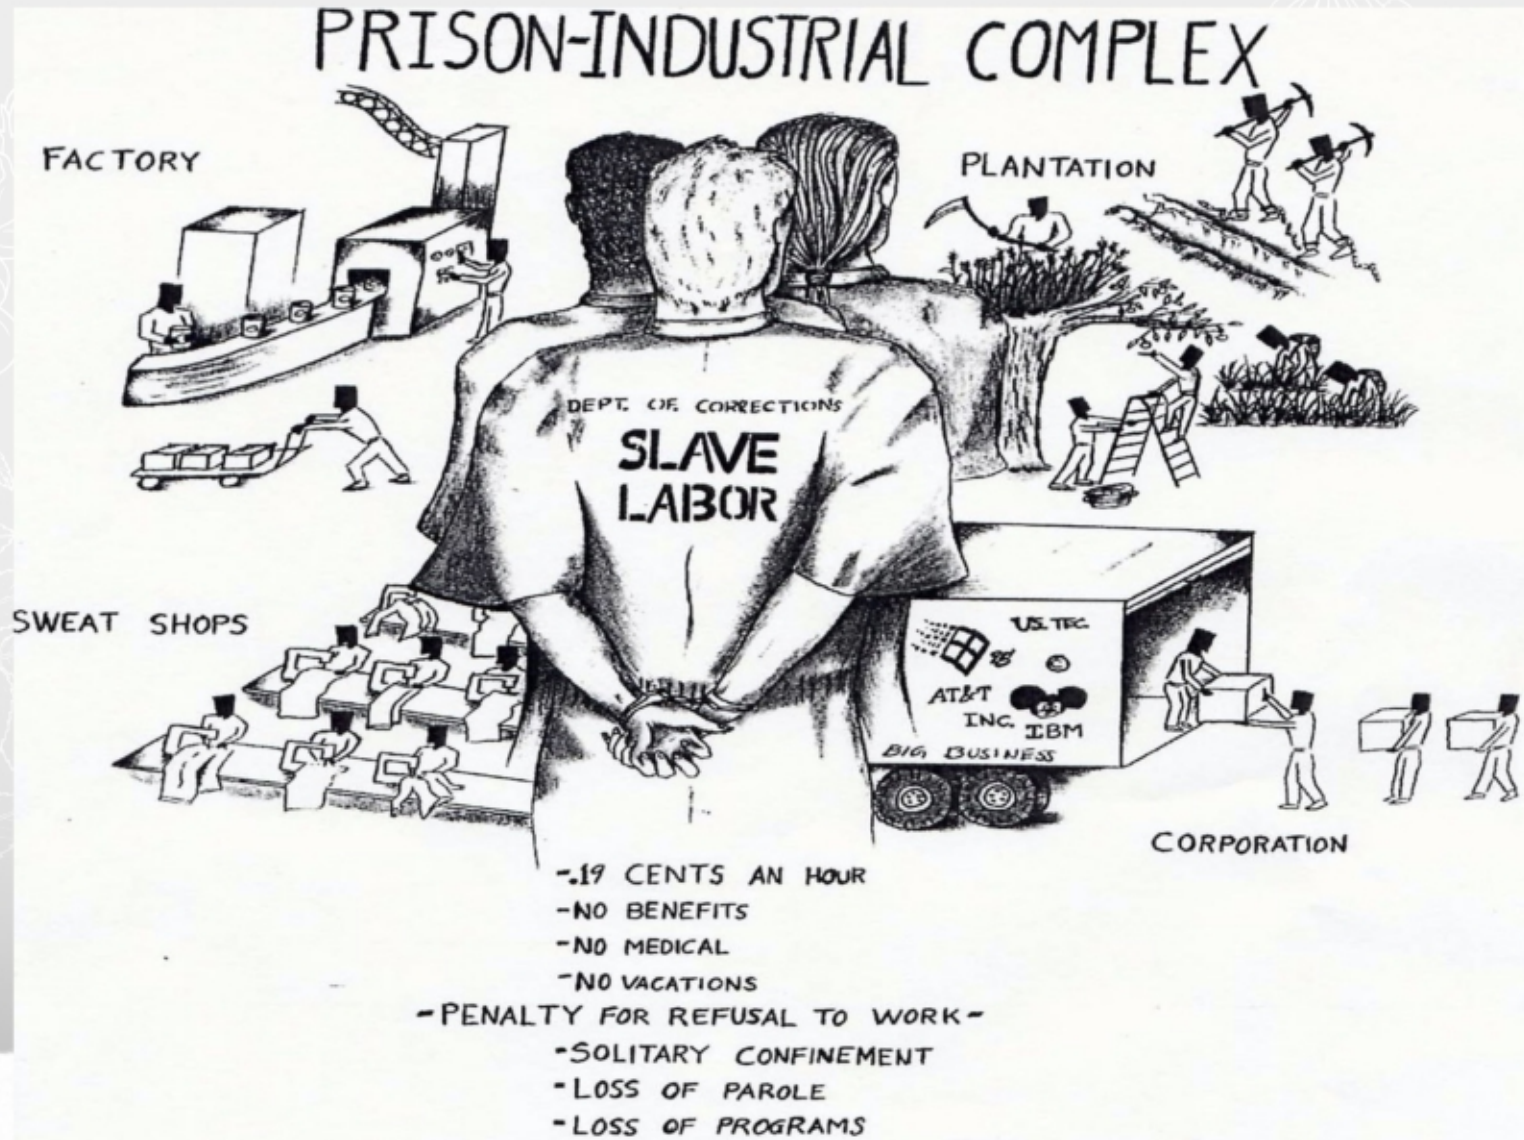 PRISON-INDUSTRIAL COMPLEX
FACTORY
PLANTATION
DEPT. OF. CORRECTIONS
SLAVE
LABOR
SWEAT SHOPS
AT&T
INC.
IBM
BIG BUSINESS
CORPORATION
-.19 CENTS AN HOUR
-NO BENEFITS
-NO MEDICAL
-NO VACATIONS
-PENALTY FOR REFUSAL TO WORK-
-SOLITARY CONFINEMENT
-LOSS OF PAROLE
-LOSS OF PROGRAMS